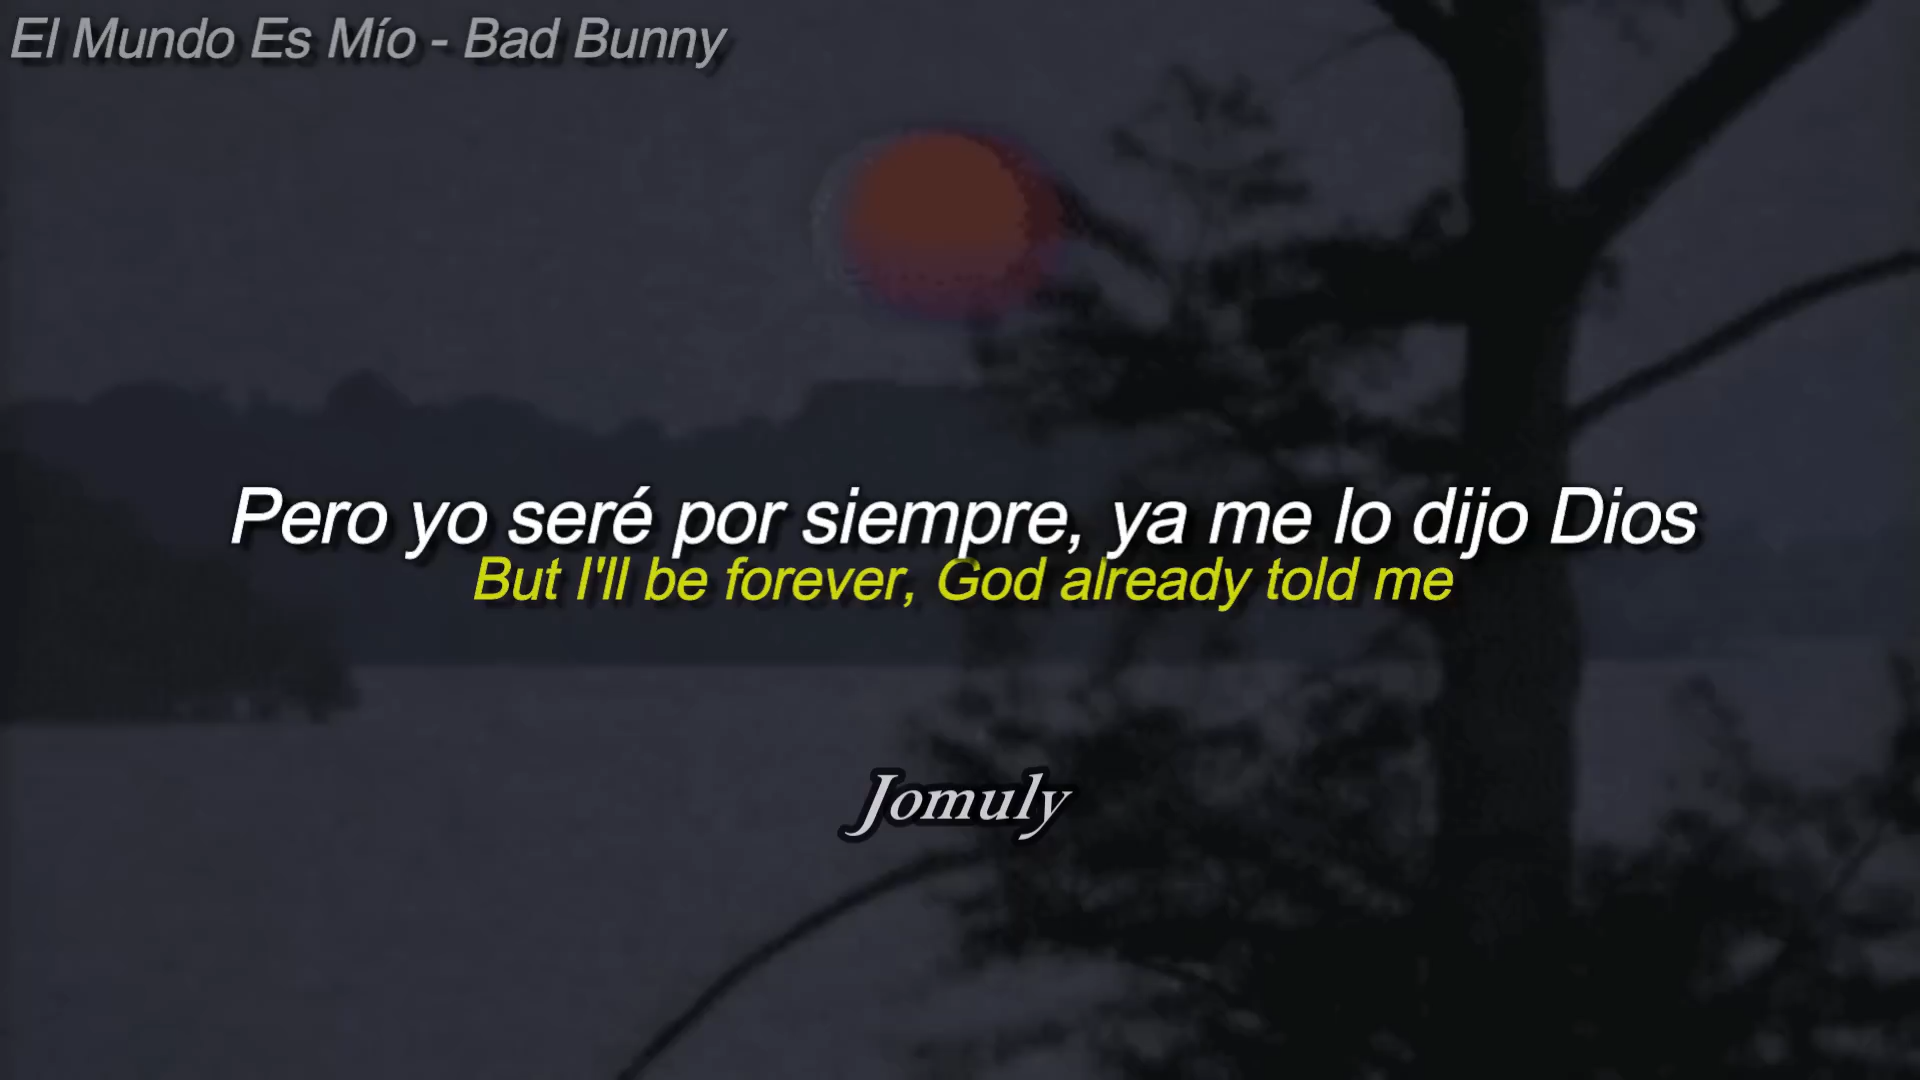 El Mundo Es Mío - Bad Bunny
Pero yo seré por siempre, ya me lo dijo Dios
But I'll be forever, God already told me
Jomuly